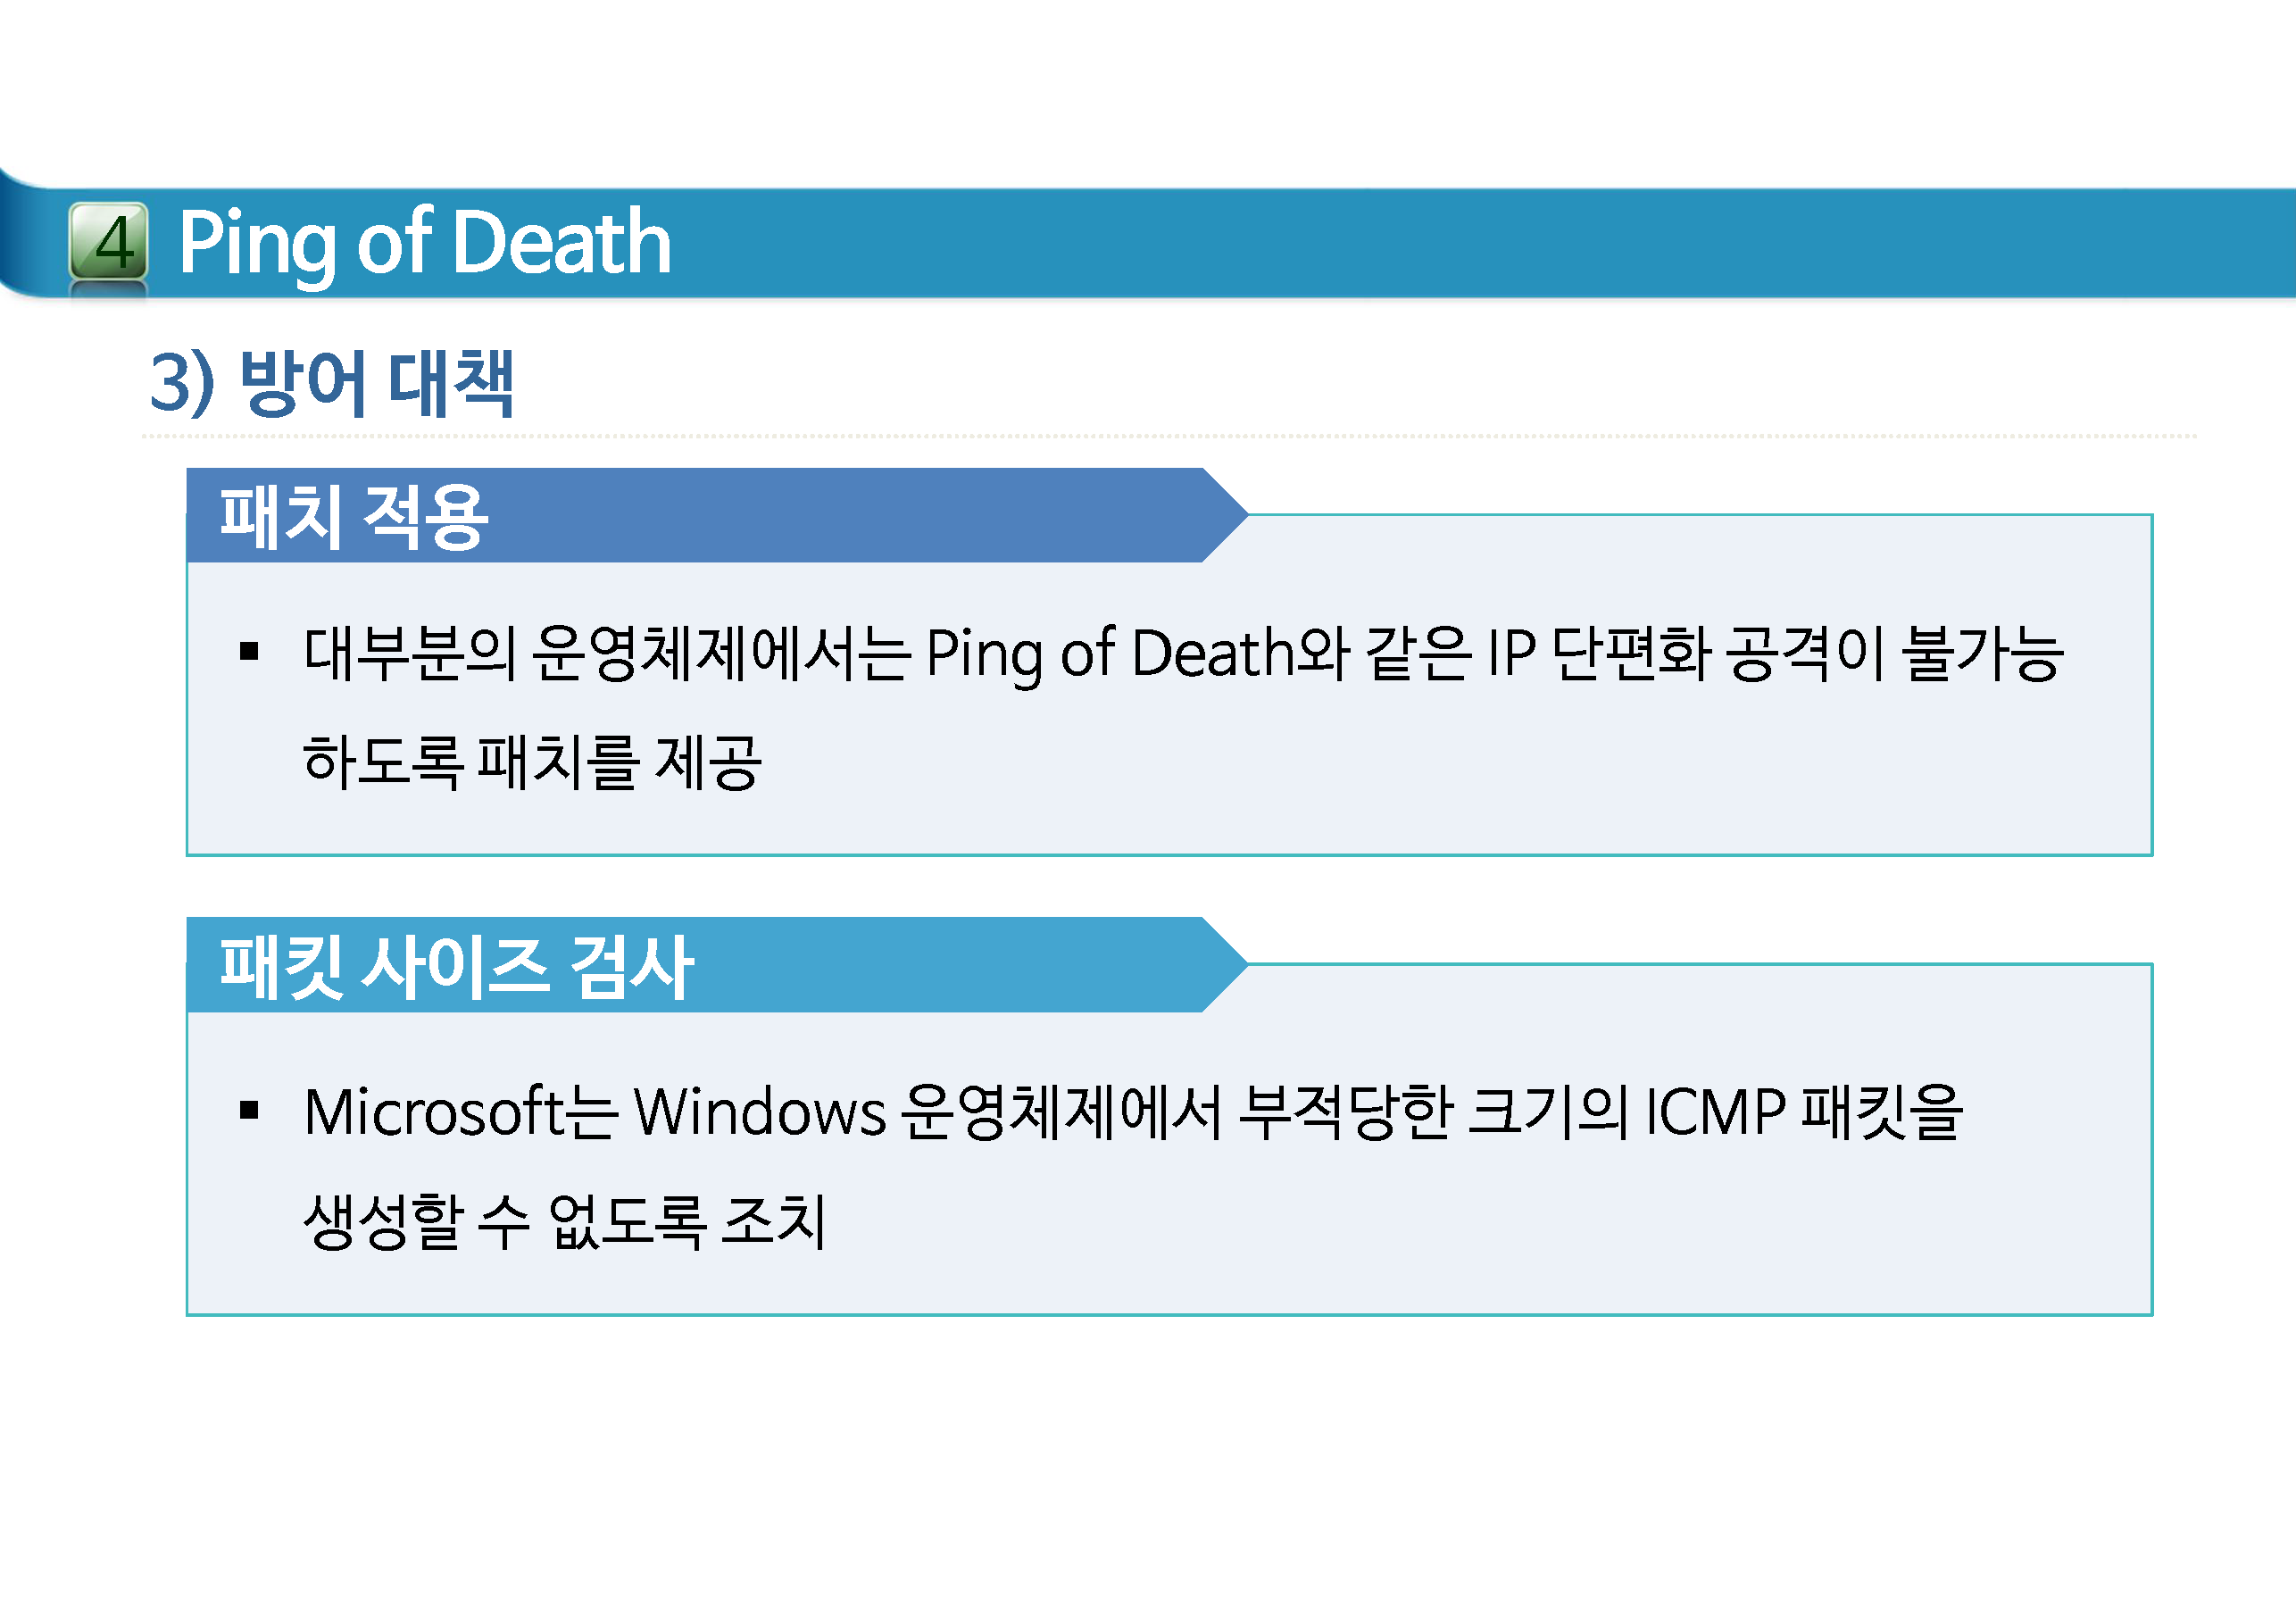 4 Ping of Death
3) 방어 대책
패치 적용
▪ 대부분의 운영체제에서는 Ping of Death와 같은 IP 단편화 공격이 불가능
하도록 패치를 제공
패킷 사이즈 검사
▪ Microsoft는 Windows 운영체제에서 부적당한 크기의 ICMP 패킷을
생성할 수 없도록 조치